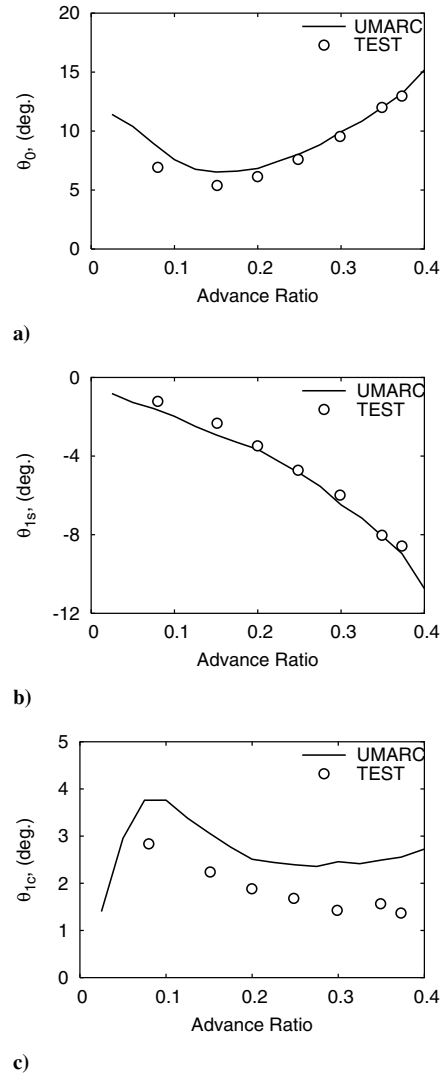 20
UMARC
TEST
15
10
5
0
θ0, (deg.)
0 0.1 0.2 0.3 0.4
Advance Ratio
a)
0
UMARC
TEST
-4
-8
-12
θ1s, (deg.)
0 0.1 0.2 0.3 0.4
Advance Ratio
b)
5
UMARC
TEST
4
3
2
1
0
θ1c, (deg.)
0 0.1 0.2 0.3 0.4
Advance Ratio
c)